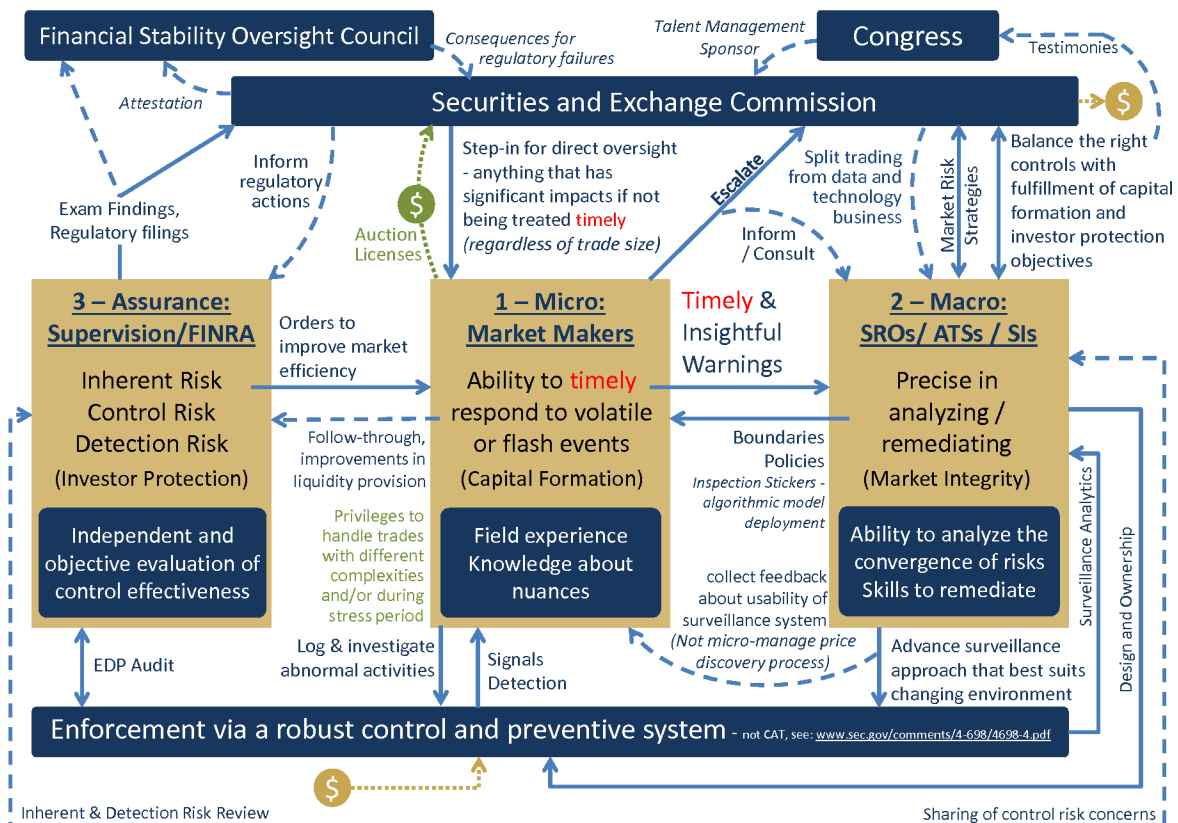 Financial Stability Oversight Council
Consequences for
regulatory failures
Talent Management
Sponsor
Congress
Testimonies
Attestation
Securities and Exchange Commission
$
Exam Findings,
Regulatory filings
Inform
regulatory
actions
$
Auction
Licenses
Step-in for direct oversight
- anything that has
significant impacts if not
being treated timely
(regardless of trade size)
Escalate
Inform
/ Consult
Split trading
from data and
technology
business
Market Risk
Strategies
Balance the right
controls with
fulfillment of capital
formation and
investor protection
objectives
3 – Assurance:
Supervision/FINRA
Inherent Risk
Control Risk
Detection Risk
(Investor Protection)
Independent and
objective evaluation of
control effectiveness
Orders to
improve market
efficiency
Follow-through,
improvements in
liquidity provision
Privileges to
handle trades
with different
complexities
and/or during
stress period
1 – Micro:
Market Makers
Ability to timely
respond to volatile
or flash events
(Capital Formation)
Field experience
Knowledge about
nuances
Timely &
Insightful
Warnings
Boundaries
Policies
Inspection Stickers -
algorithmic model
deployment
collect feedback
about usability of
surveillance system
(Not micro-manage price
discovery process)
2 – Macro:
SROs/ ATSs / SIs
Precise in
analyzing /
remediating
(Market Integrity)
Ability to analyze the
convergence of risks
Skills to remediate
Surveillance Analytics
Design and Ownership
EDP Audit
Log & investigate
abnormal activities
Signals
Detection
Advance surveillance
approach that best suits
changing environment
Enforcement via a robust control and preventive system - not CAT, see: www.sec.gov/comments/4-698/4698-4.pdf
$
Inherent & Detection Risk Review
Sharing of control risk concerns